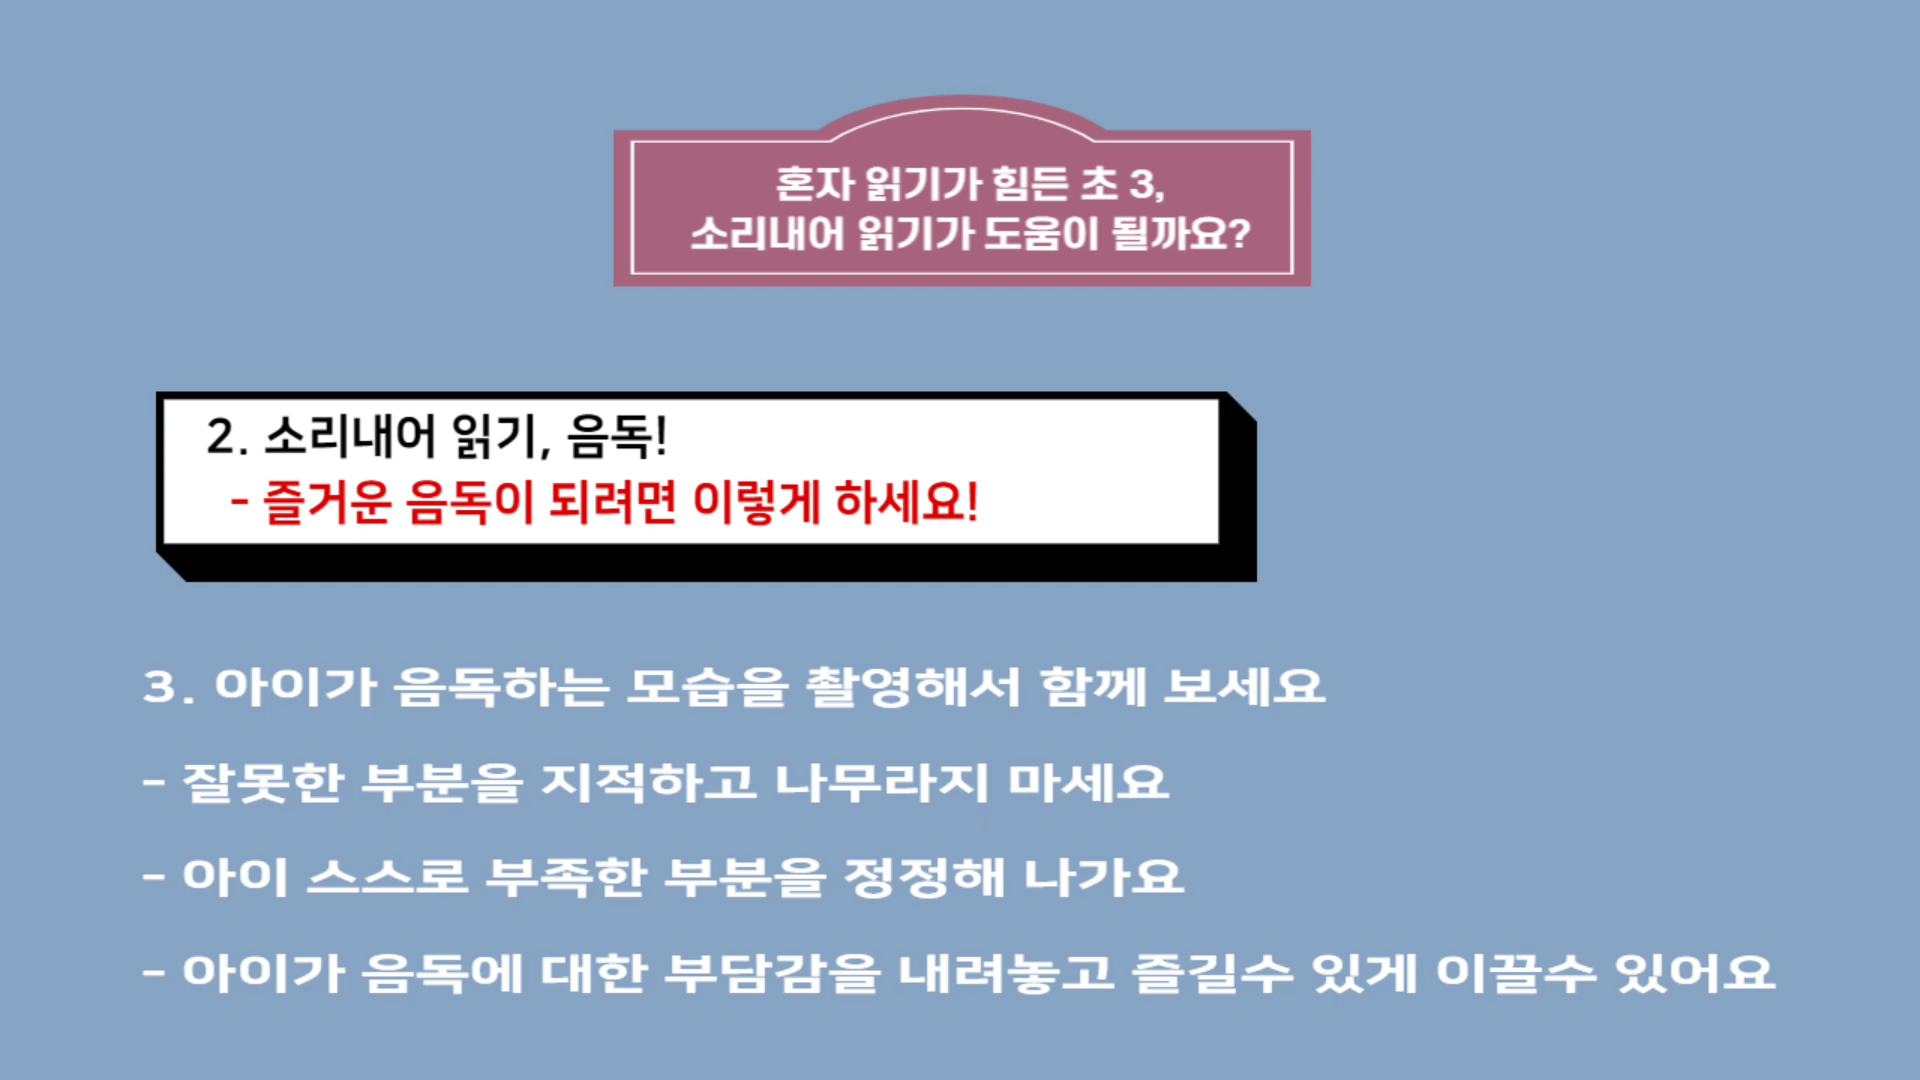 혼자 읽기가 힘든 초 3,
소리내어 읽기가 도움이 될까요?
2. 소리내어 읽기, 음독!
- 즐거운 음독이 되려면 이렇게 하세요!
3. 아이가 음독하는 모습을 촬영해서 함께 보세요
- 잘못한 부분을 지적하고 나무라지 마세요
- 아이 스스로 부족한 부분을 정정해 나가요
- 아이가 음독에 대한 부담감을 내려놓고 즐길수 있게 이끌수 있어요